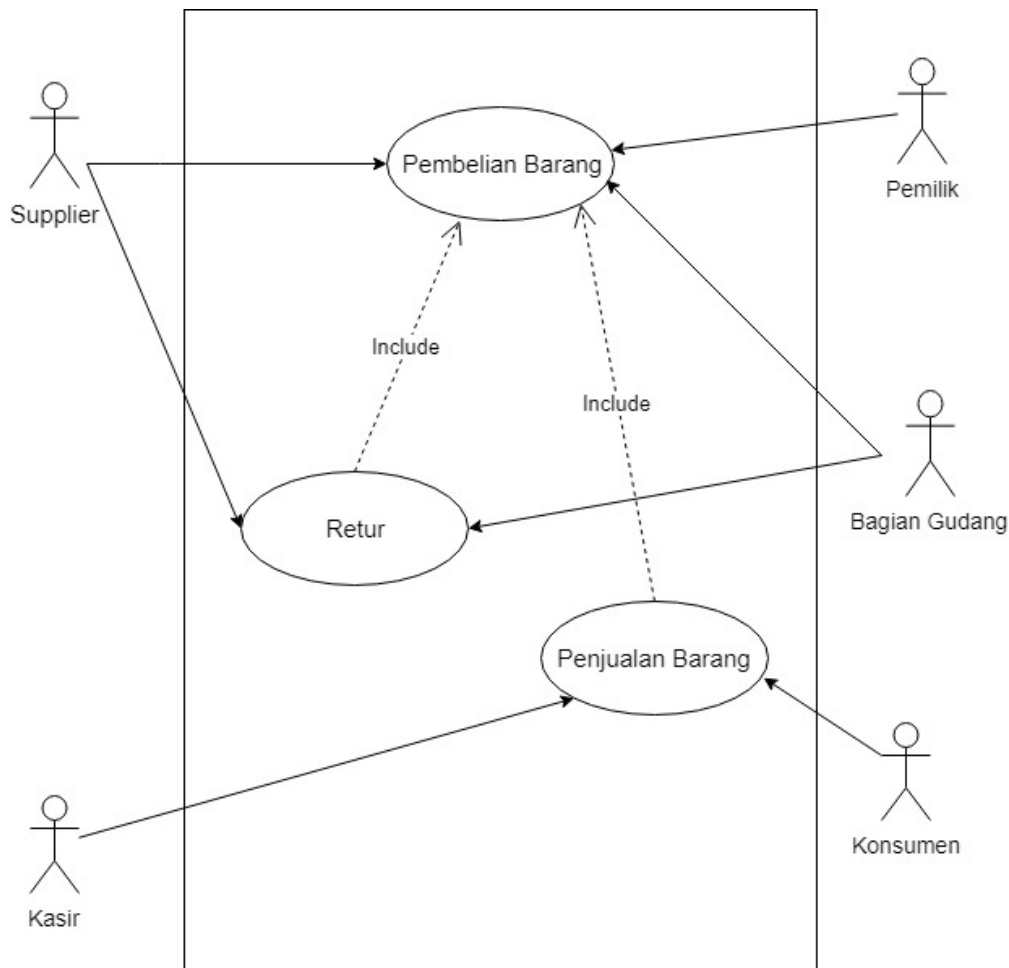 Pembelian Barang
Supplier
Pemilik
Include
Include
Retur
Bagian Gudang
Penjualan Barang
Konsumen
Kasir